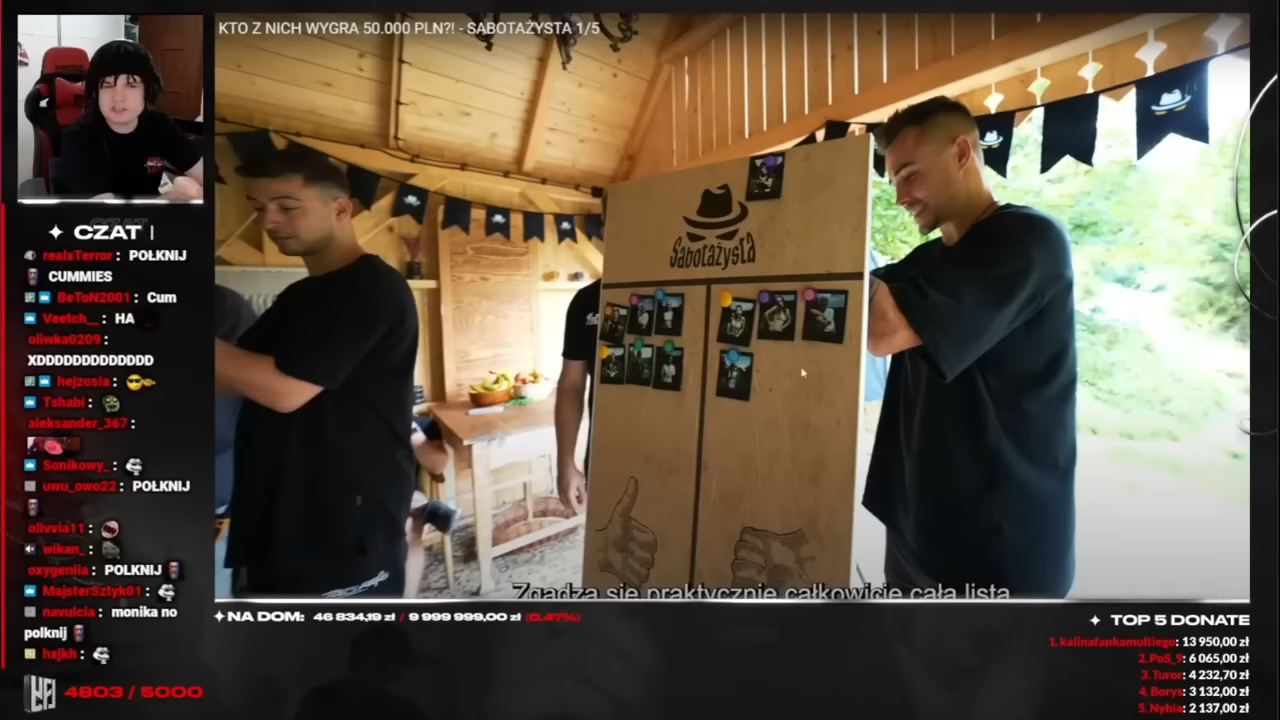 KTO Z NICH WYGRA 50.000 PLN?! - SABOTAŻYSTA 1/5
Sabotażysta
Zgadza się praktycznie całkowicie cała lista
CZAT
realxTerror: POŁKNIJ
CUMMIES
BeToN2001: Cum
Veetch__: HA
oliwka0209:
XDDDDDDDDDDDDD
hejzosia:
Tshabi:
aleksander_367:
Sonikowy_:
uwu_owo22: POŁKNIJ
olivvia11:
wikan_:
oxygeniia: POŁKNIJ
MajsterSztyk01:
navulcia: monika no
polknij
hxjkh:
4803 / 5000
NA DOM: 46 834,19 zł / 9 999 999,00 zł (0.47%)
TOP 5 DONATE
1. kalinafankamultiego: 13 950,00 zł
2. PoS_9: 6 065,00 zł
3. Turor: 4 232,70 zł
4. Borys: 3 132,00 zł
5. Nyhia: 2 137,00 zł